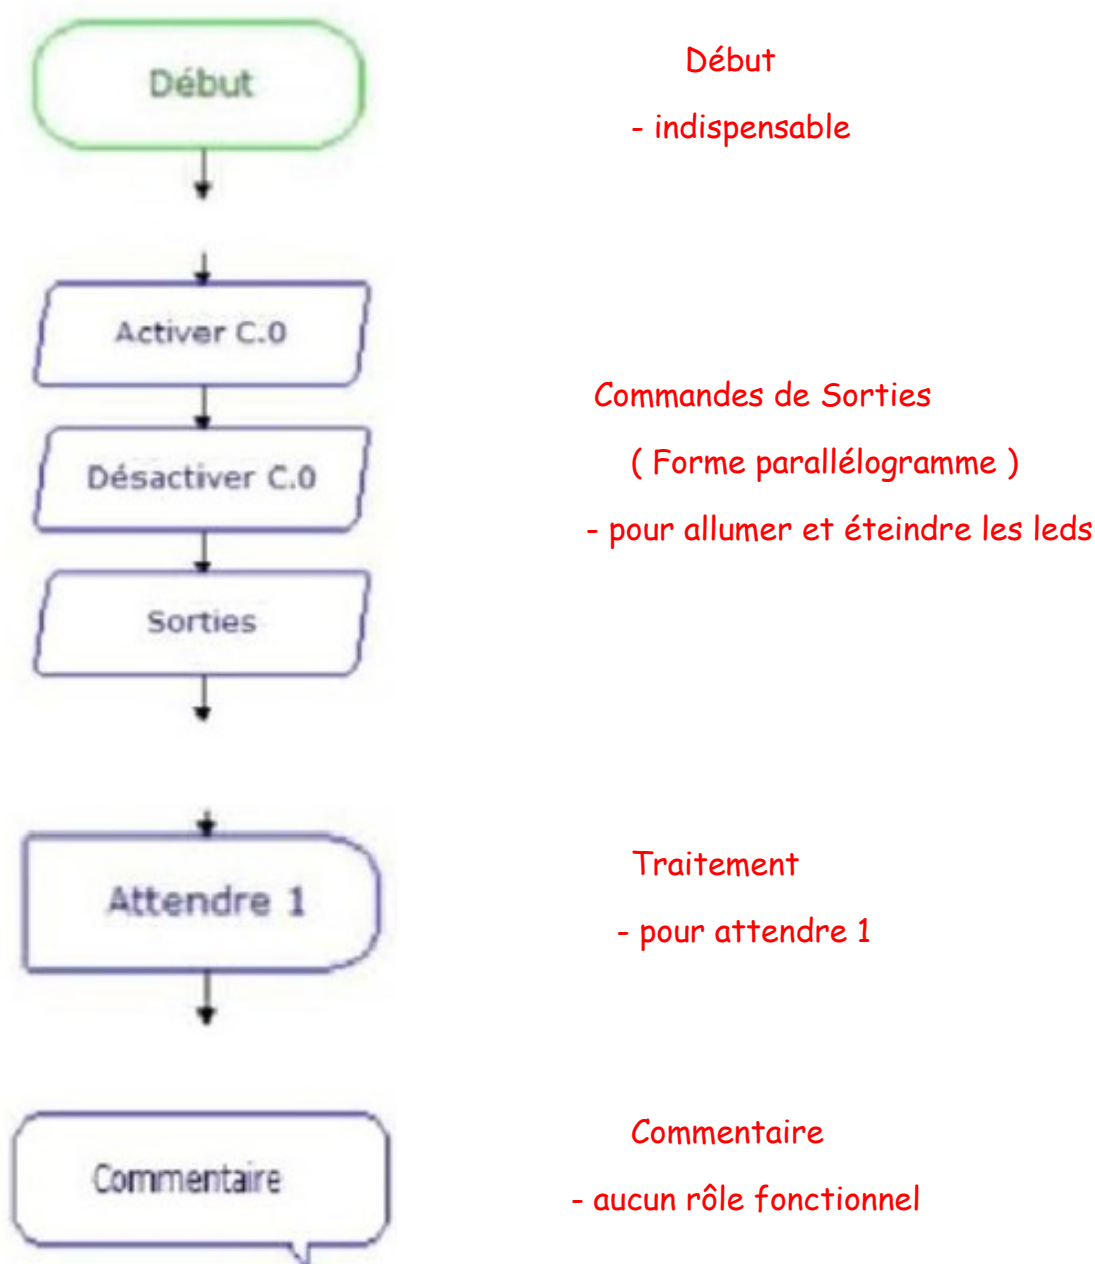 Début
Début
- indispensable
Activer C.0
Désactiver C.0
Sorties
Commandes de Sorties
( Forme parallélogramme )
- pour allumer et éteindre les leds
Attendre 1
Traitement
- pour attendre 1
Commentaire
Commentaire
- aucun rôle fonctionnel